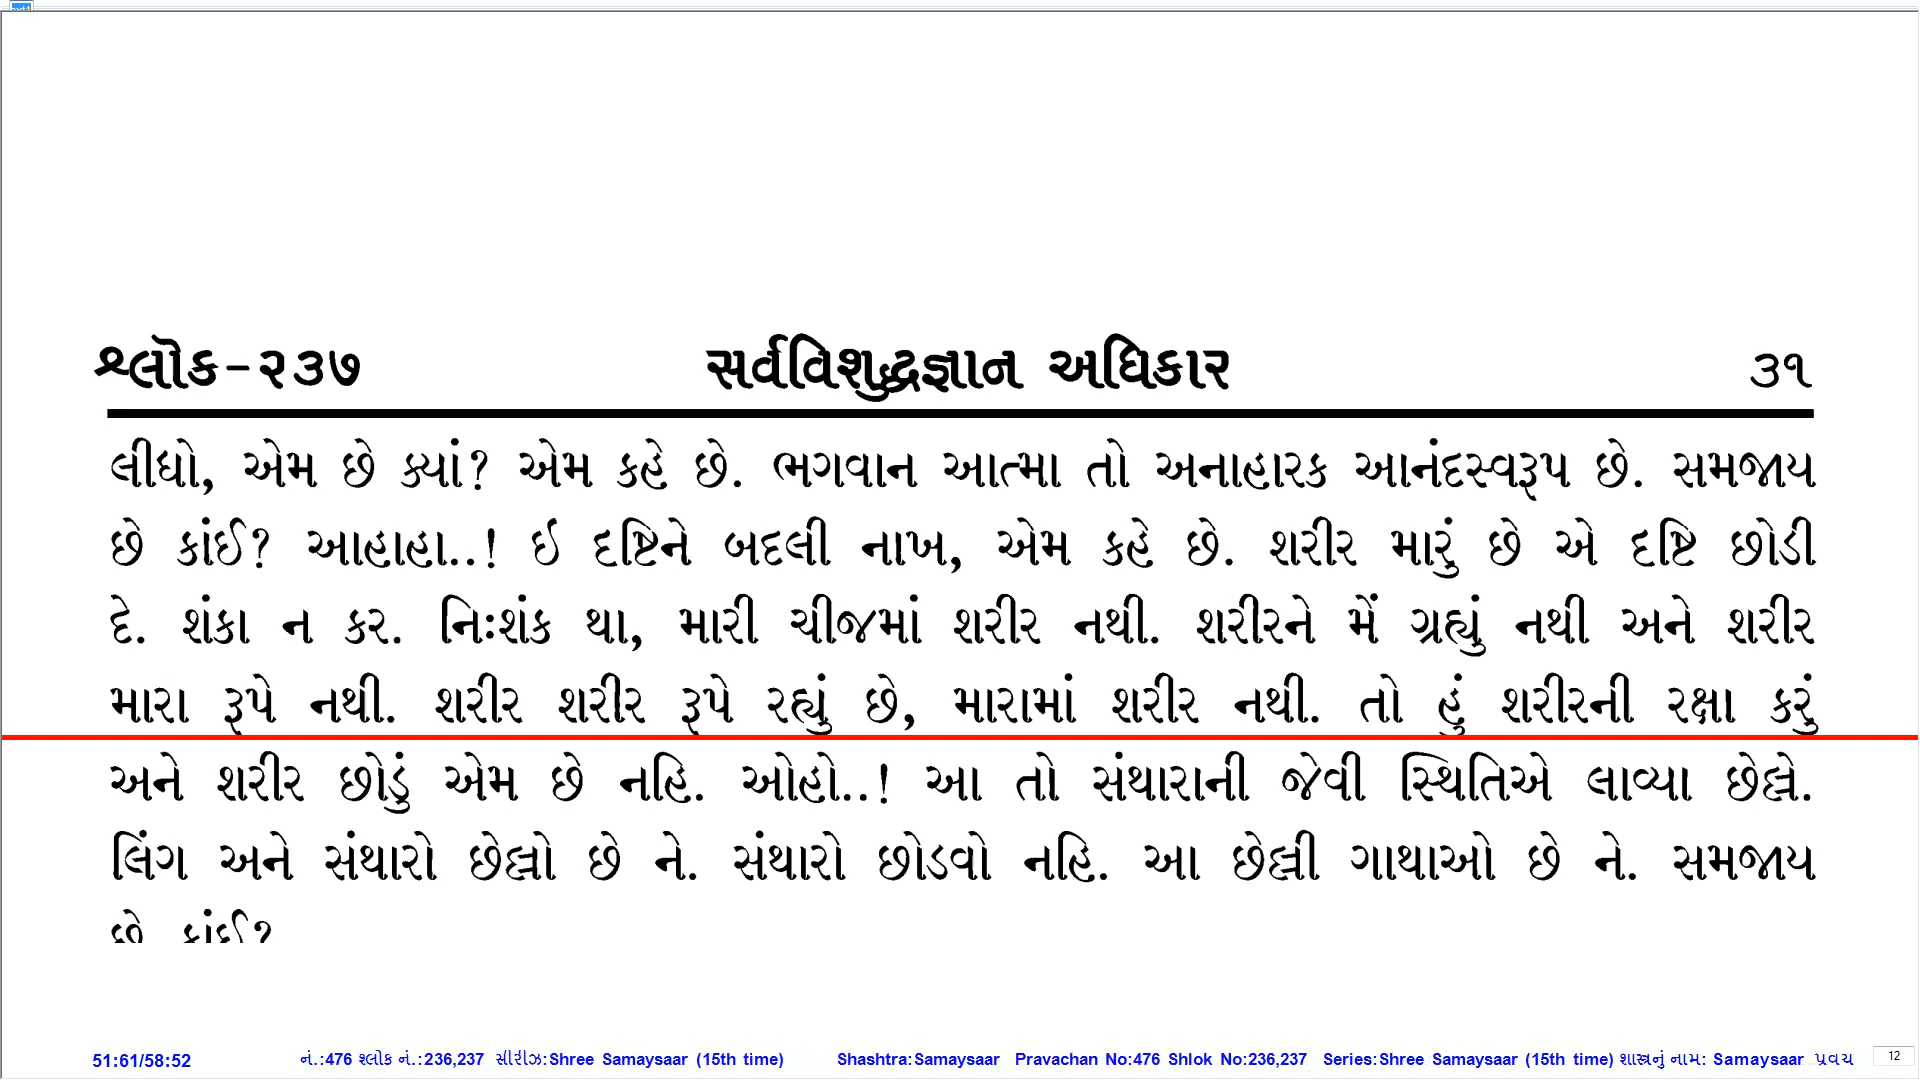 શ્લોક-૨૩૭ સર્વવિશુદ્ધજ્ઞાન અધિકાર ૩૧
લીધો, એમ છે ક્યાં? એમ કહે છે. ભગવાન આત્મા તો અનાહારક આનંદસ્વરૂપ છે. સમજાય
છે કાંઈ? આહાહા..! ઈ દૃષ્ટિને બદલી નાખ, એમ કહે છે. શરીર મારું છે એ દૃષ્ટિ છોડી
દે. શંકા ન કર. નિઃશંક થા, મારી ચીજમાં શરીર નથી. શરીરને મેં ગ્રહ્યું નથી અને શરીર
મારા રૂપે નથી. શરીર શરીર રૂપે રહ્યું છે, મારામાં શરીર નથી. તો હું શરીરની રક્ષા કરું
અને શરીર છોડું એમ છે નહિ. ઓહો..! આ તો સંથારાની જેવી સ્થિતિએ લાવ્યા છેલ્લે.
લિંગ અને સંથારો છેલ્લો છે ને. સંથારો છોડવો નહિ. આ છેલ્લી ગાથાઓ છે ને. સમજાય
છે કાંઈ?
51:61/58:52 નં.:476 શ્લોક નં.:236,237 સીરીઝ:Shree Samaysaar (15th time) Shashtra:Samaysaar Pravachan No:476 Shlok No:236,237 Series:Shree Samaysaar (15th time) શાસ્ત્રનું નામ: Samaysaar પ્રવચ 12